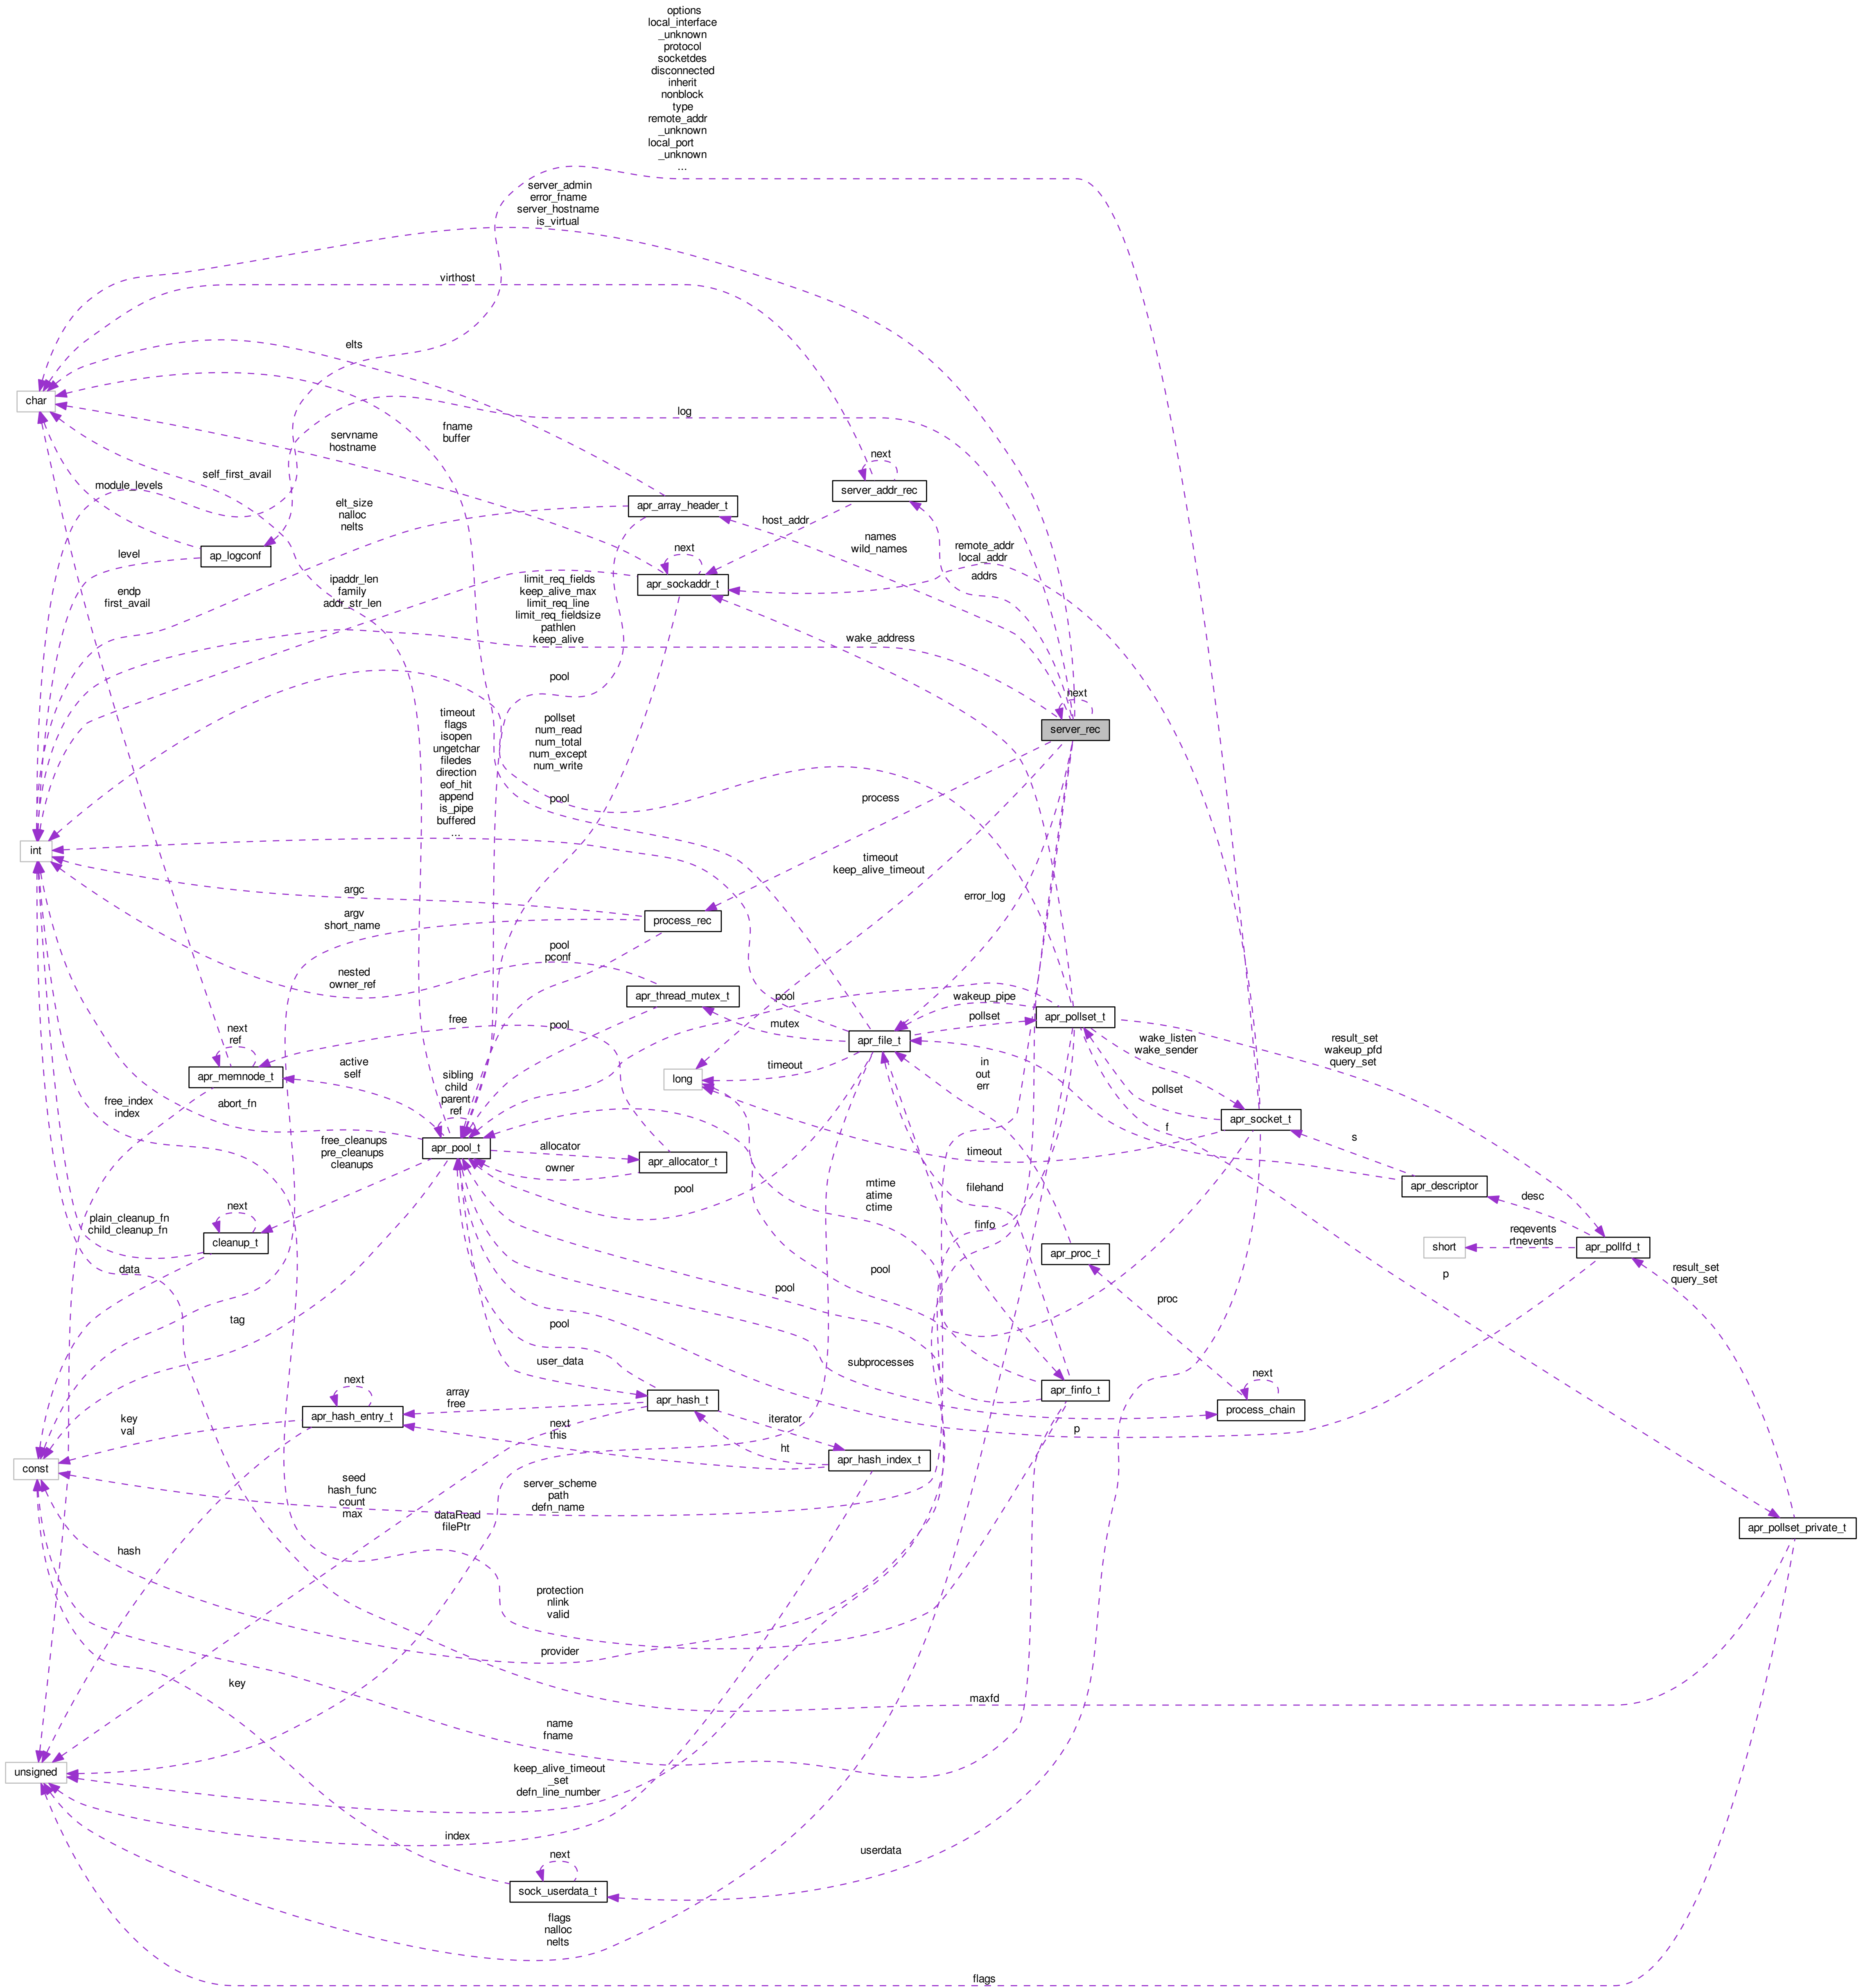 options
local_interface
_unknown
protocol
socketdes
disconnected
inherit
nonblock
type
remote_addr
_unknown
local_port
_unknown
...
server_admin
error_fname
server_hostname
is_virtual
virthost
elts
char
log
fname
buffer
servname
hostname
next
self_first_avail
module_levels
server_addr_rec
apr_array_header_t
elt_size
nalloc
nelts
host_addr
names
wild_names
next
remote_addr
local_addr
ap_logconf
level
addrs
apr_sockaddr_t
ipaddr_len
family
addr_str_len
limit_req_fields
keep_alive_max
limit_req_line
limit_req_fieldsize
pathlen
keep_alive
endp
first_avail
wake_address
pool
next
timeout
flags
isopen
ungetchar
filedes
direction
eof_hit
append
is_pipe
buffered
...
pollset
num_read
num_total
num_except
num_write
server_rec
process
pool
int
timeout
keep_alive_timeout
argc
error_log
argv
short_name
process_rec
pool
pconf
nested
owner_ref
apr_thread_mutex_t
pool
wakeup_pipe
free
pool
mutex
pollset
apr_pollset_t
next
ref
apr_file_t
wake_listen
wake_sender
result_set
wakeup_pfd
query_set
active
self
sibling
child
parent
ref
timeout
in
out
err
apr_memnode_t
long
pollset
free_index
index
abort_fn
apr_socket_t
f
s
free_cleanups
pre_cleanups
cleanups
apr_pool_t
allocator
owner
apr_allocator_t
timeout
apr_descriptor
pool
mtime
atime
ctime
filehand
desc
next
plain_cleanup_fn
child_cleanup_fn
finfo
reqevents
rtnevents
cleanup_t
apr_proc_t
short
apr_pollfd_t
data
pool
pool
p
result_set
query_set
proc
tag
pool
user_data
subprocesses
next
next
array
free
apr_hash_t
apr_finfo_t
process_chain
apr_hash_entry_t
key
val
next
this
iterator
p
ht
const
apr_hash_index_t
seed
hash_func
count
max
server_scheme
path
defn_name
dataRead
filePtr
apr_pollset_private_t
hash
protection
nlink
valid
provider
key
maxfd
name
fname
unsigned
keep_alive_timeout
_set
defn_line_number
index
next
userdata
sock_userdata_t
flags
nalloc
nelts
flags